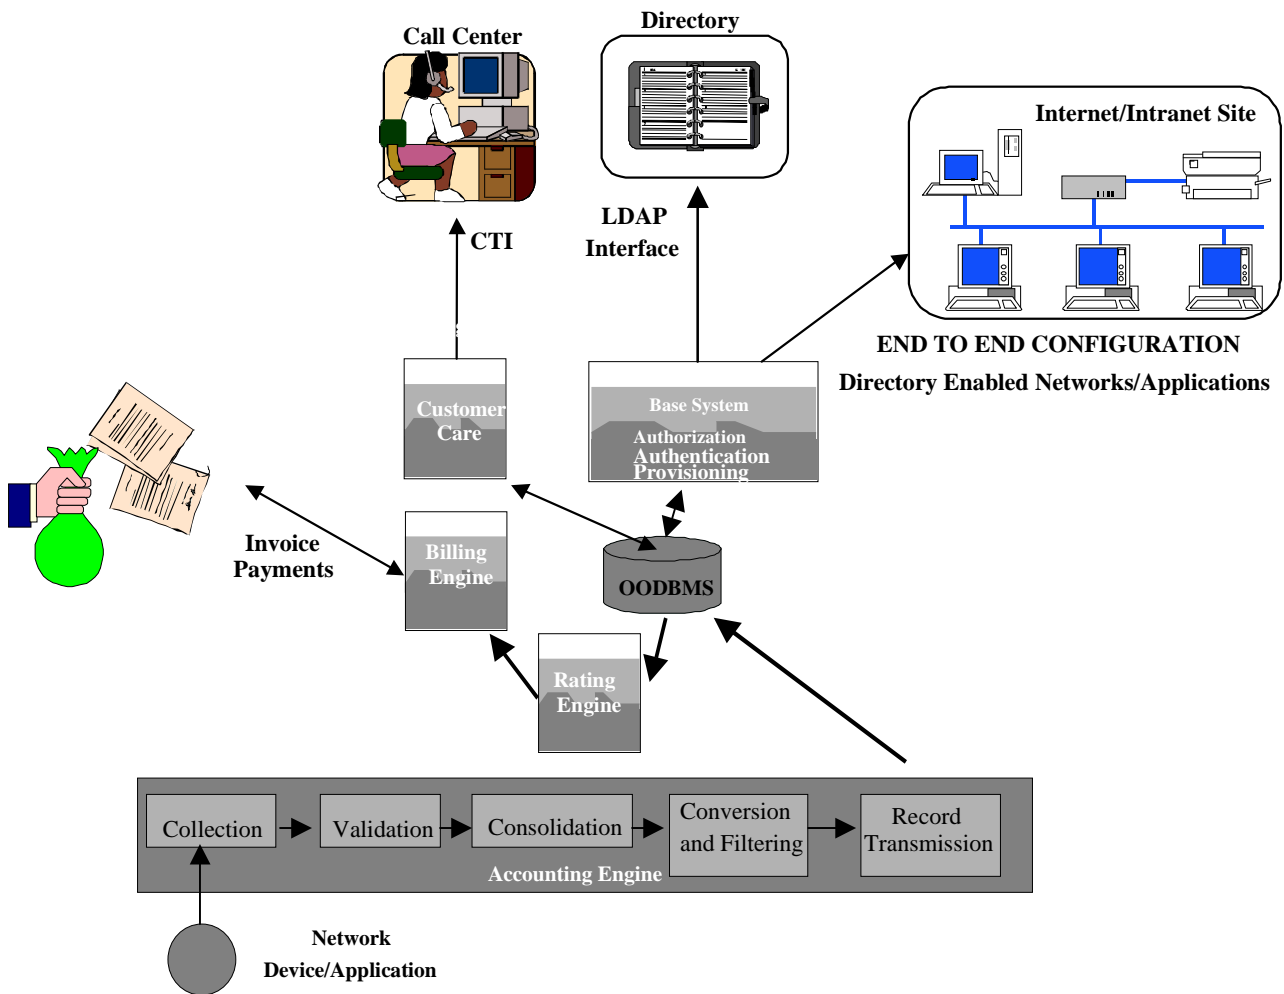 Directory
Call Center
Internet/Intranet Site
LDAP
Interface
CTI
END TO END CONFIGURATION
Directory Enabled Networks/Applications
Customer
Care
Base System
Authorization
Authentication
Provisioning
Invoice
Payments
Billing
Engine
OODBMS
Rating
Engine
Collection
Validation
Consolidation
Conversion
and Filtering
Record
Transmission
Accounting Engine
Network
Device/Application